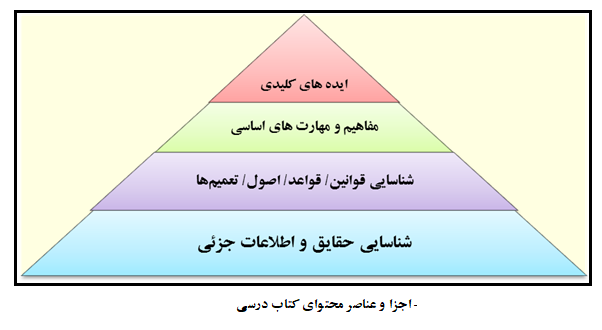 ایده های کلیدی
مفاهیم و مهارت های اساسی
شناسایی قوانین/ قواعد/ اصول/ تعمیم‌ها
شناسایی حقایق و اطلاعات جزئی
- اجزا و عناصر محتوای کتاب درسی